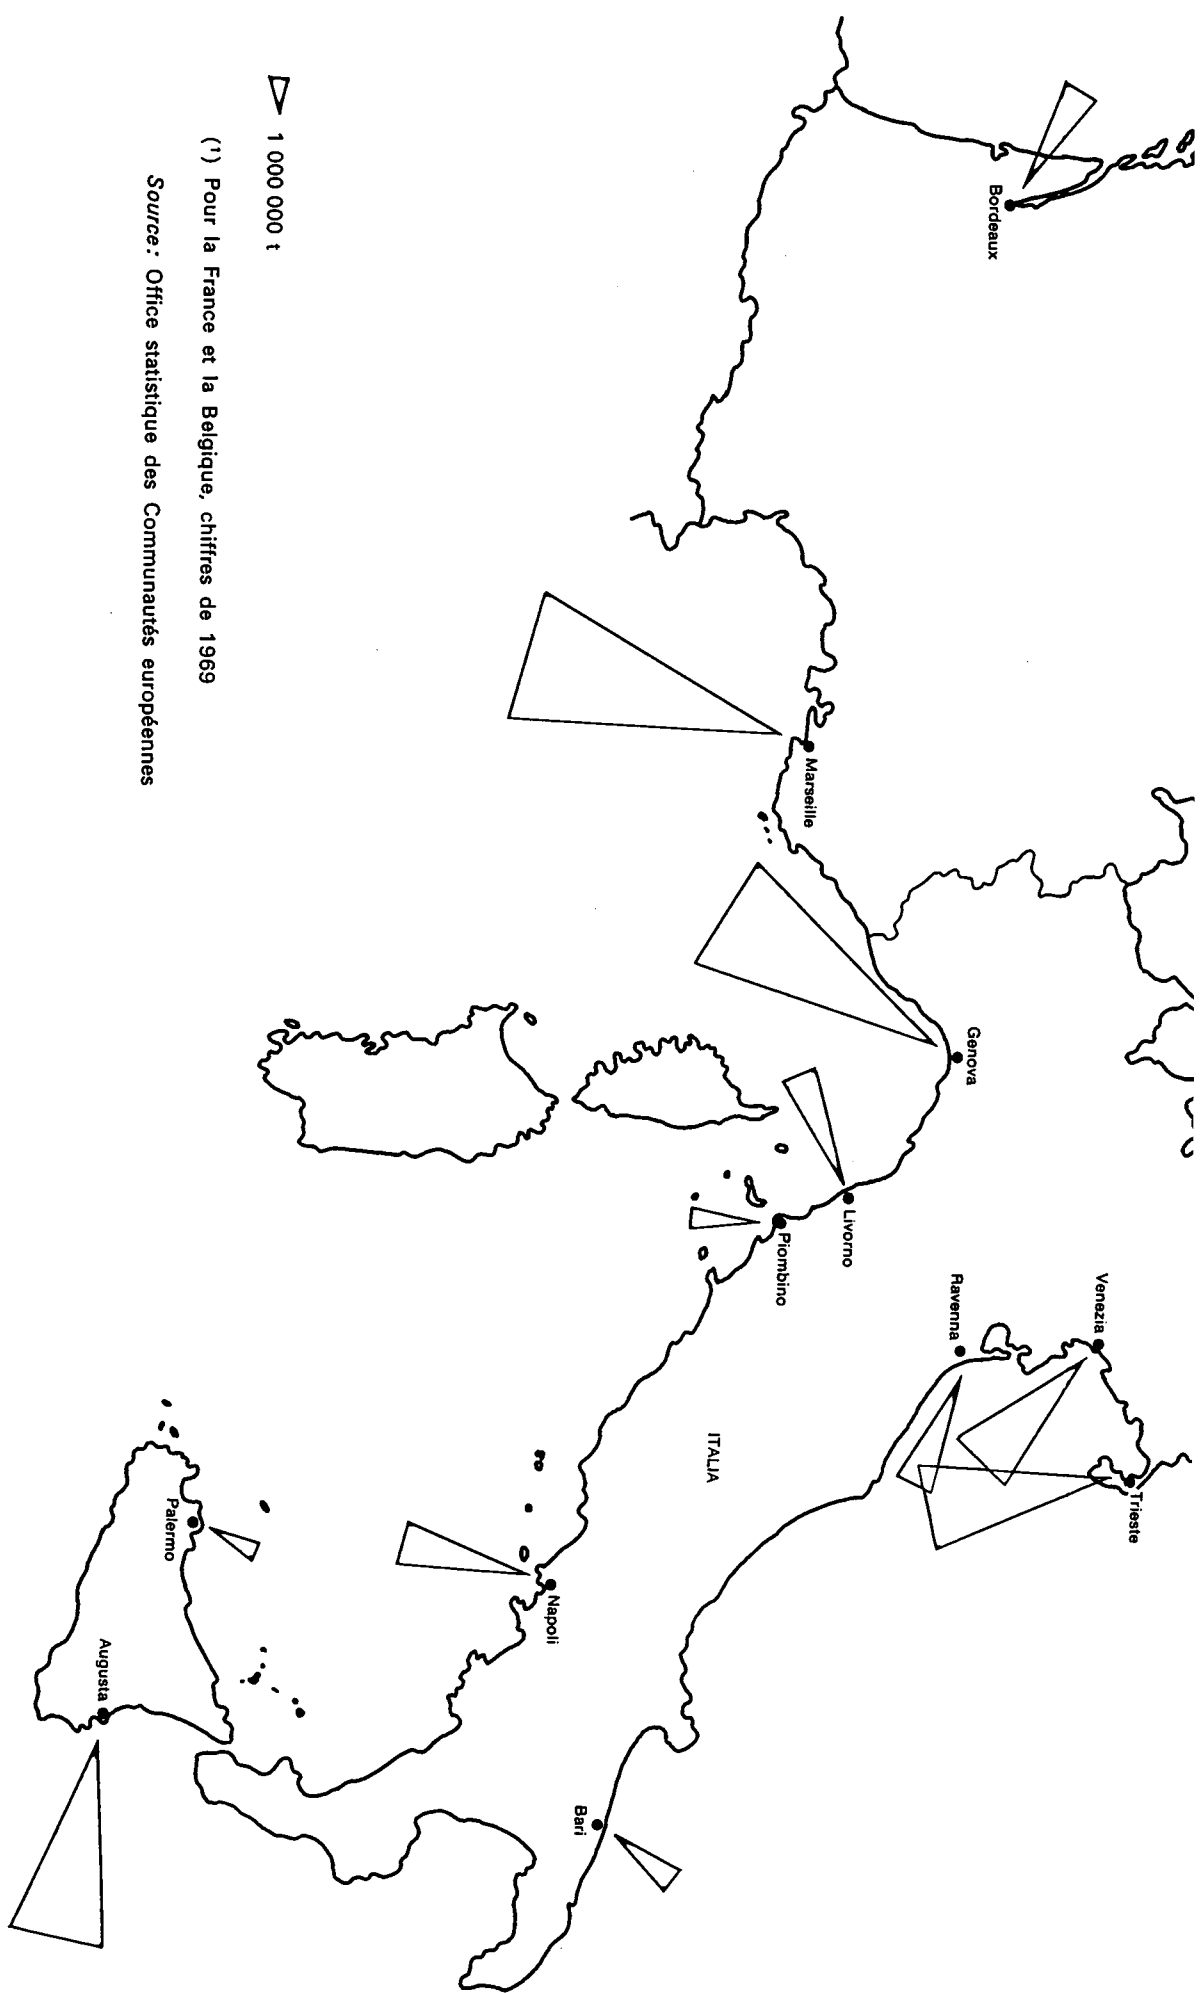 Bordeaux
Marseille
Genova
Livorno
Piombino
Venezia
Ravenna
Trieste
ITALIA
Napoli
Bari
Palermo
Augusta
1 000 000 t
(¹) Pour la France et la Belgique, chiffres de 1969
Source: Office statistique des Communautés européennes